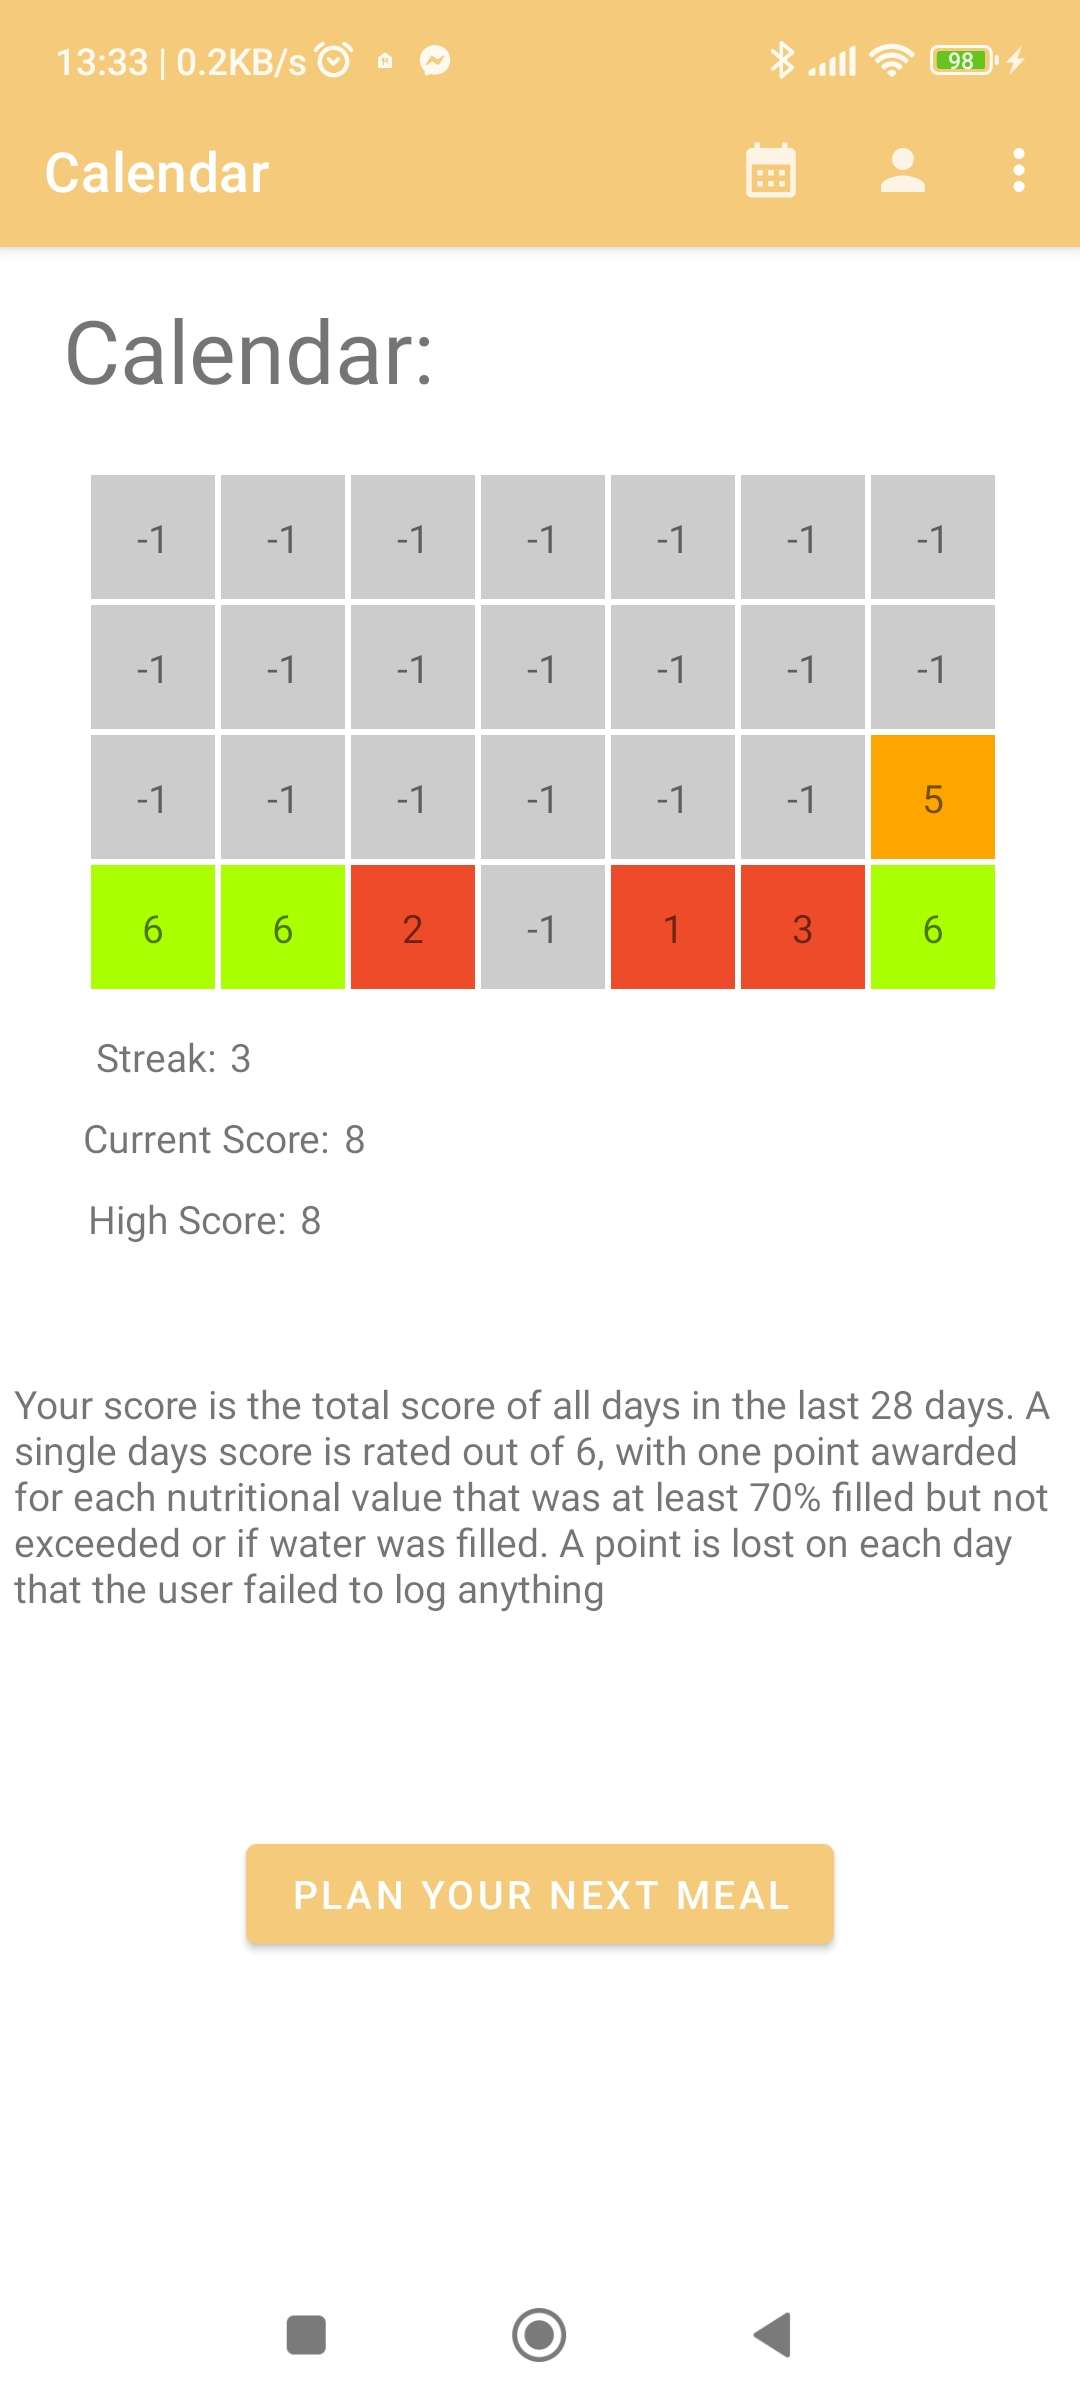 13:33 | 0.2KB/s
98
Calendar
Calendar:
-1 -1 -1 -1 -1 -1 -1
-1 -1 -1 -1 -1 -1 -1
-1 -1 -1 -1 -1 -1 5
6 6 2 -1 1 3 6
Streak: 3
Current Score: 8
High Score: 8
Your score is the total score of all days in the last 28 days. A
single days score is rated out of 6, with one point awarded
for each nutritional value that was at least 70% filled but not
exceeded or if water was filled. A point is lost on each day
that the user failed to log anything
PLAN YOUR NEXT MEAL